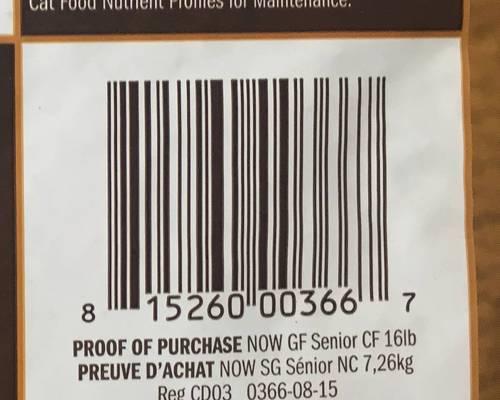 Cat Food Nutrient Profiles for Maintenance.
8 15260 00366 7
PROOF OF PURCHASE NOW GF Senior CF 16lb
PREUVE D'ACHAT NOW SG Sénior NC 7,26kg
Reg CD03 0366-08-15